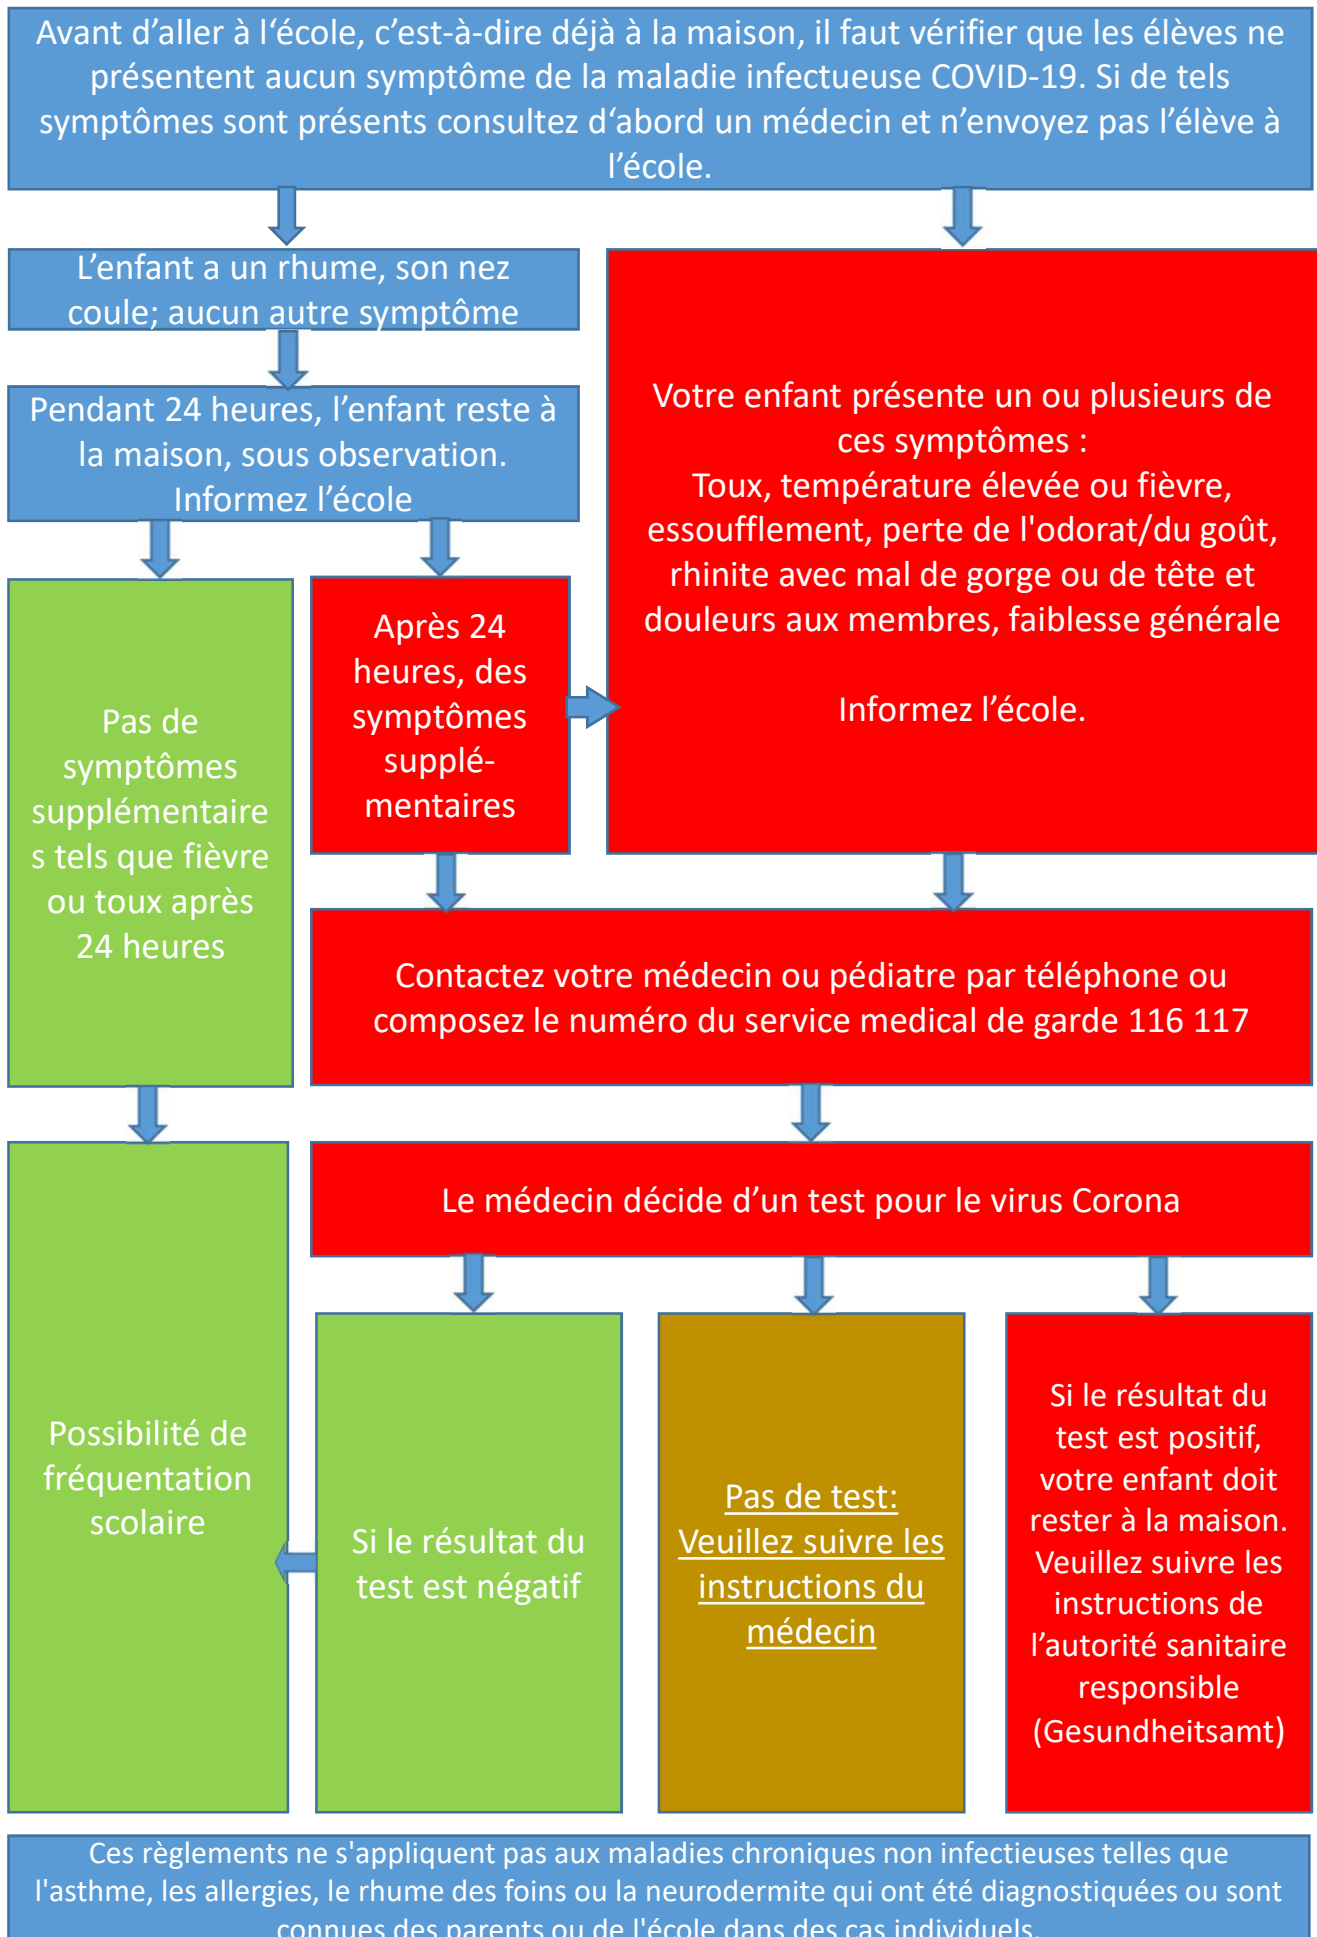 Avant d’aller à l‘école, c’est-à-dire déjà à la maison, il faut vérifier que les élèves ne
présentent aucun symptôme de la maladie infectueuse COVID-19. Si de tels
symptômes sont présents consultez d‘abord un médecin et n’envoyez pas l’élève à
l’école.
L’enfant a un rhume, son nez
coule; aucun autre symptôme
Pendant 24 heures, l’enfant reste à
la maison, sous observation.
Informez l’école
Votre enfant présente un ou plusieurs de
ces symptômes :
Toux, température élevée ou fièvre,
essoufflement, perte de l'odorat/du goût,
rhinite avec mal de gorge ou de tête et
douleurs aux membres, faiblesse générale
Informez l’école.
Pas de
symptômes
supplémentaire
s tels que fièvre
ou toux après
24 heures
Après 24
heures, des
symptômes
supplé-
mentaires
Contactez votre médecin ou pédiatre par téléphone ou
composez le numéro du service medical de garde 116 117
Le médecin décide d’un test pour le virus Corona
Possibilité de
fréquentation
scolaire
Si le résultat du
test est négatif
Pas de test:
Veuillez suivre les
instructions du
médecin
Si le résultat du
test est positif,
votre enfant doit
rester à la maison.
Veuillez suivre les
instructions de
l’autorité sanitaire
responsible
(Gesundheitsamt)
Ces règlements ne s'appliquent pas aux maladies chroniques non infectieuses telles que
l'asthme, les allergies, le rhume des foins ou la neurodermite qui ont été diagnostiquées ou sont
connues des parents ou de l'école dans des cas individuels.